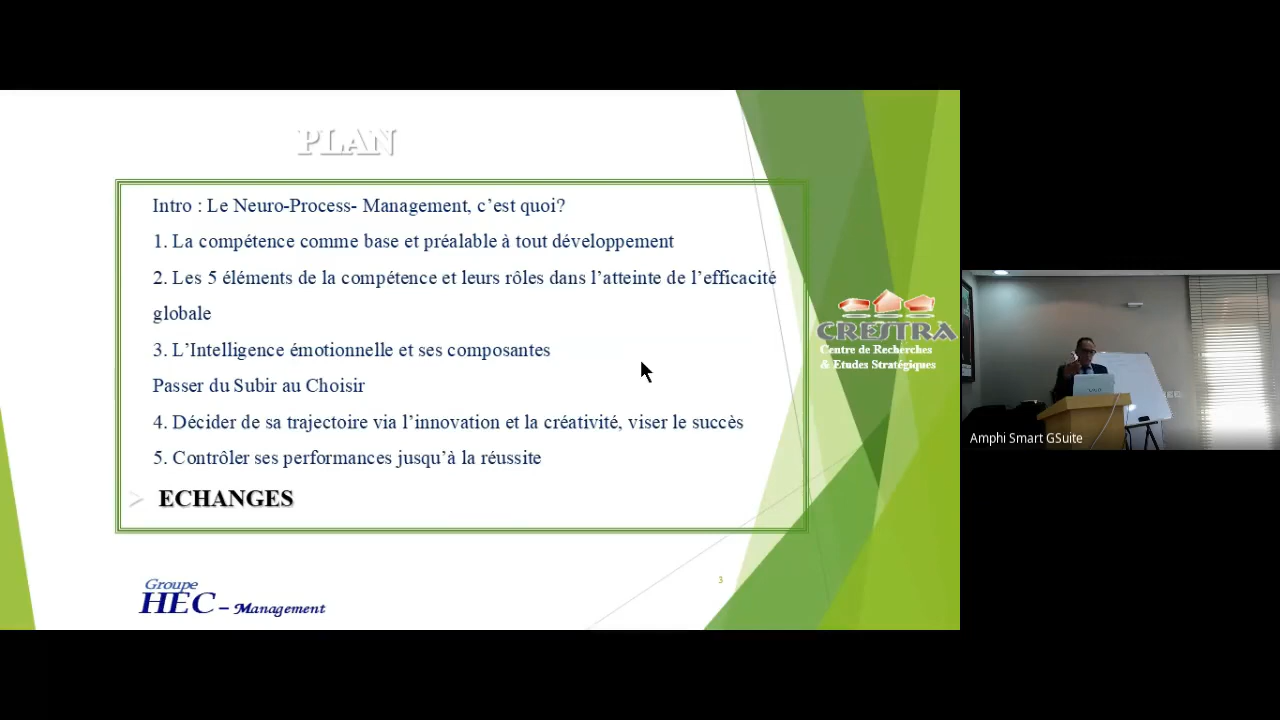 PLAN
Intro : Le Neuro-Process- Management, c’est quoi?
1. La compétence comme base et préalable à tout développement
2. Les 5 éléments de la compétence et leurs rôles dans l’atteinte de l’efficacité
globale
3. L’Intelligence émotionnelle et ses composantes
Passer du Subir au Choisir
4. Décider de sa trajectoire via l’innovation et la créativité, viser le succès
5. Contrôler ses performances jusqu’à la réussite
ECHANGES
CRESTRA
Centre de Recherches
& Etudes Stratégiques
Groupe
HEC – Management
3
Amphi Smart GSuite